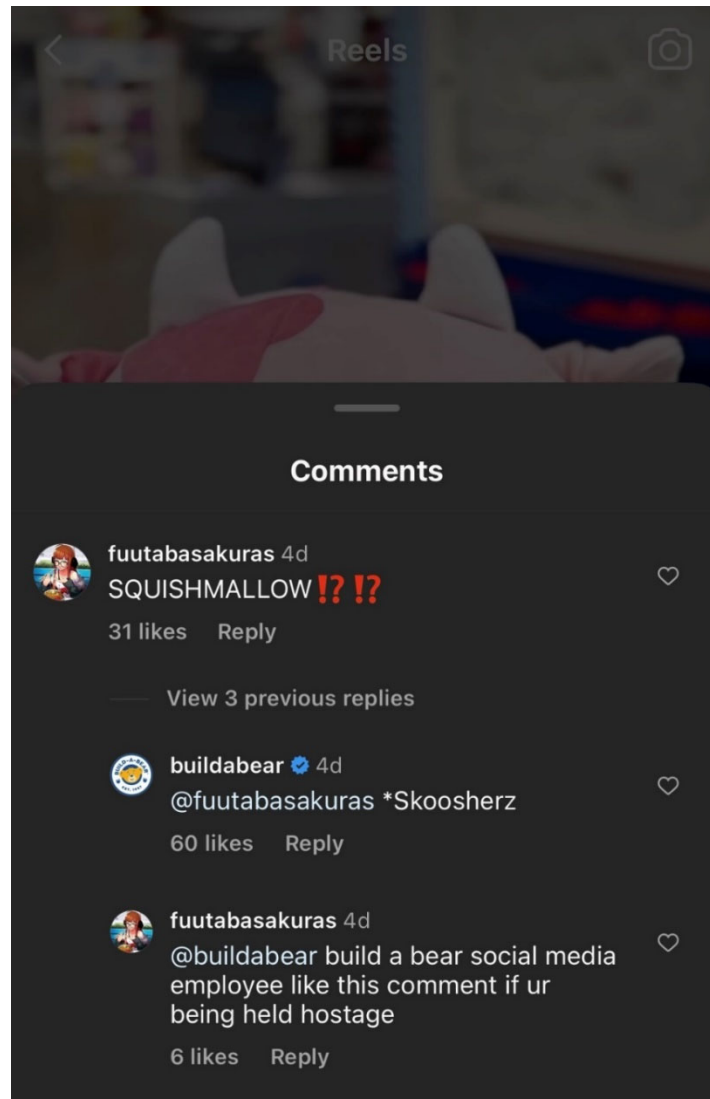 Reels
Comments
fuutabasakuras 4d
SQUISHMALLOW⁉️⁉️
31 likes Reply
View 3 previous replies
buildabear 4d
@fuutabasakuras *Skoosherz
60 likes Reply
fuutabasakuras 4d
@buildabear build a bear social media
employee like this comment if ur
being held hostage
6 likes Reply